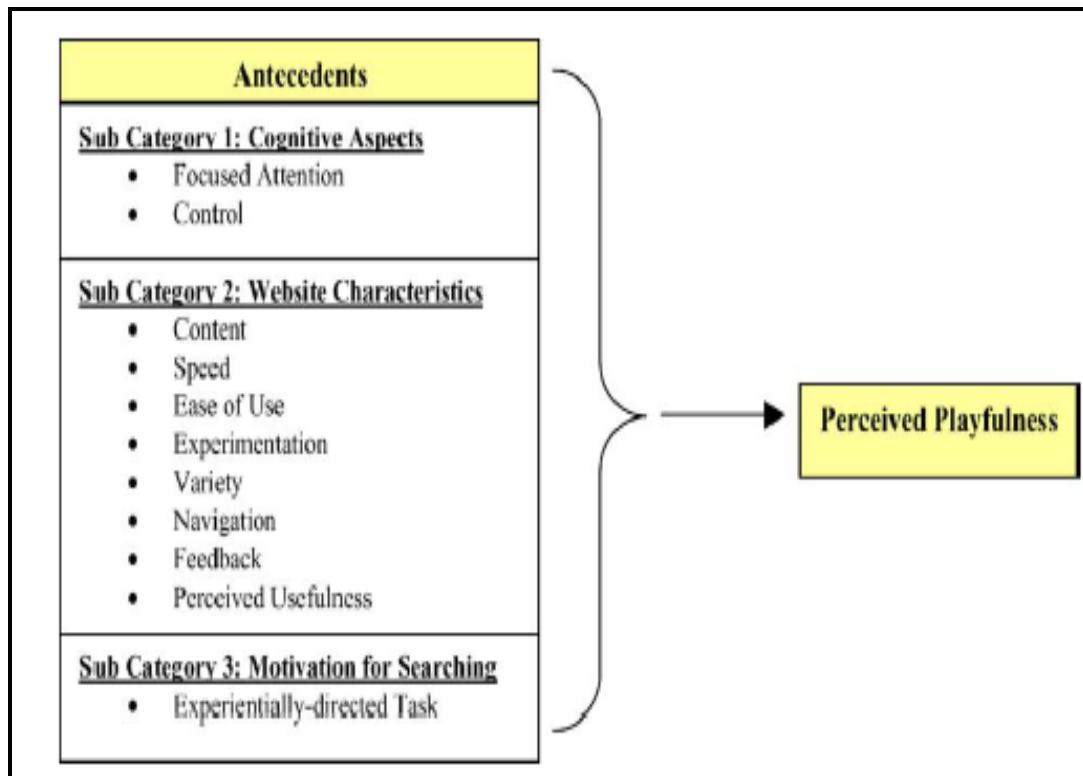 Antecedents
Sub Category 1: Cognitive Aspects
• Focused Attention
• Control
Sub Category 2: Website Characteristics
• Content
• Speed
• Ease of Use
• Experimentation
• Variety
• Navigation
• Feedback
• Perceived Usefulness
Sub Category 3: Motivation for Searching
• Experientially-directed Task
Perceived Playfulness